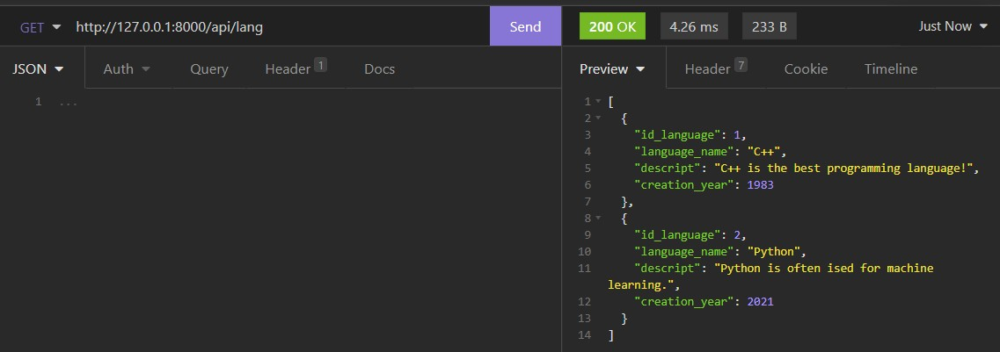 GET http://127.0.0.1:8000/api/lang Send 200 OK 4.26 ms 233 B Just Now
JSON Auth Query Header 1 Docs Preview Header 7 Cookie Timeline
1 ...
1 [
2 {
3 "id_language": 1,
4 "language_name": "C++",
5 "descript": "C++ is the best programming language!",
6 "creation_year": 1983
7 },
8 {
9 "id_language": 2,
10 "language_name": "Python",
11 "descript": "Python is often ised for machine
learning.",
12 "creation_year": 2021
13 }
14 ]